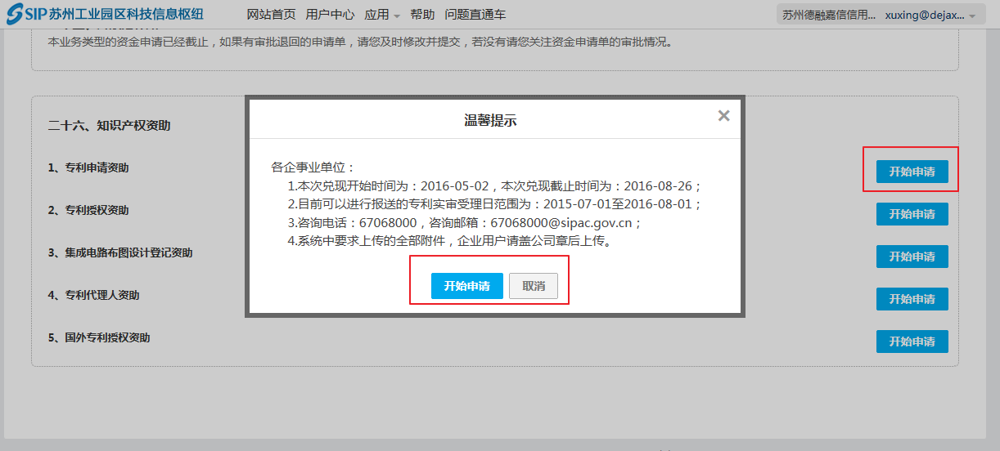 SIP苏州工业园区科技信息枢纽 网站首页 用户中心 应用 帮助 问题直通车 苏州德融嘉信信用... xuxing@dejax...
本业务类型的资金申请已经截止，如果有审批退回的申请单，请您及时修改并提交，若没有请您关注资金申请单的审批情况。
温馨提示
二十六、知识产权资助
各企事业单位：
1、专利申请资助 开始申请
1.本次兑现开始时间为：2016-05-02，本次兑现截止时间为：2016-08-26；
2.目前可以进行报送的专利实审受理日范围为：2015-07-01至2016-08-01；
2、专利授权资助 开始申请
3.咨询电话：67068000，咨询邮箱：67068000@sipac.gov.cn；
4.系统中要求上传的全部附件，企业用户请盖公司章后上传。
3、集成电路布图设计登记资助 开始申请
开始申请 取消
4、专利代理人资助 开始申请
5、国外专利授权资助 开始申请